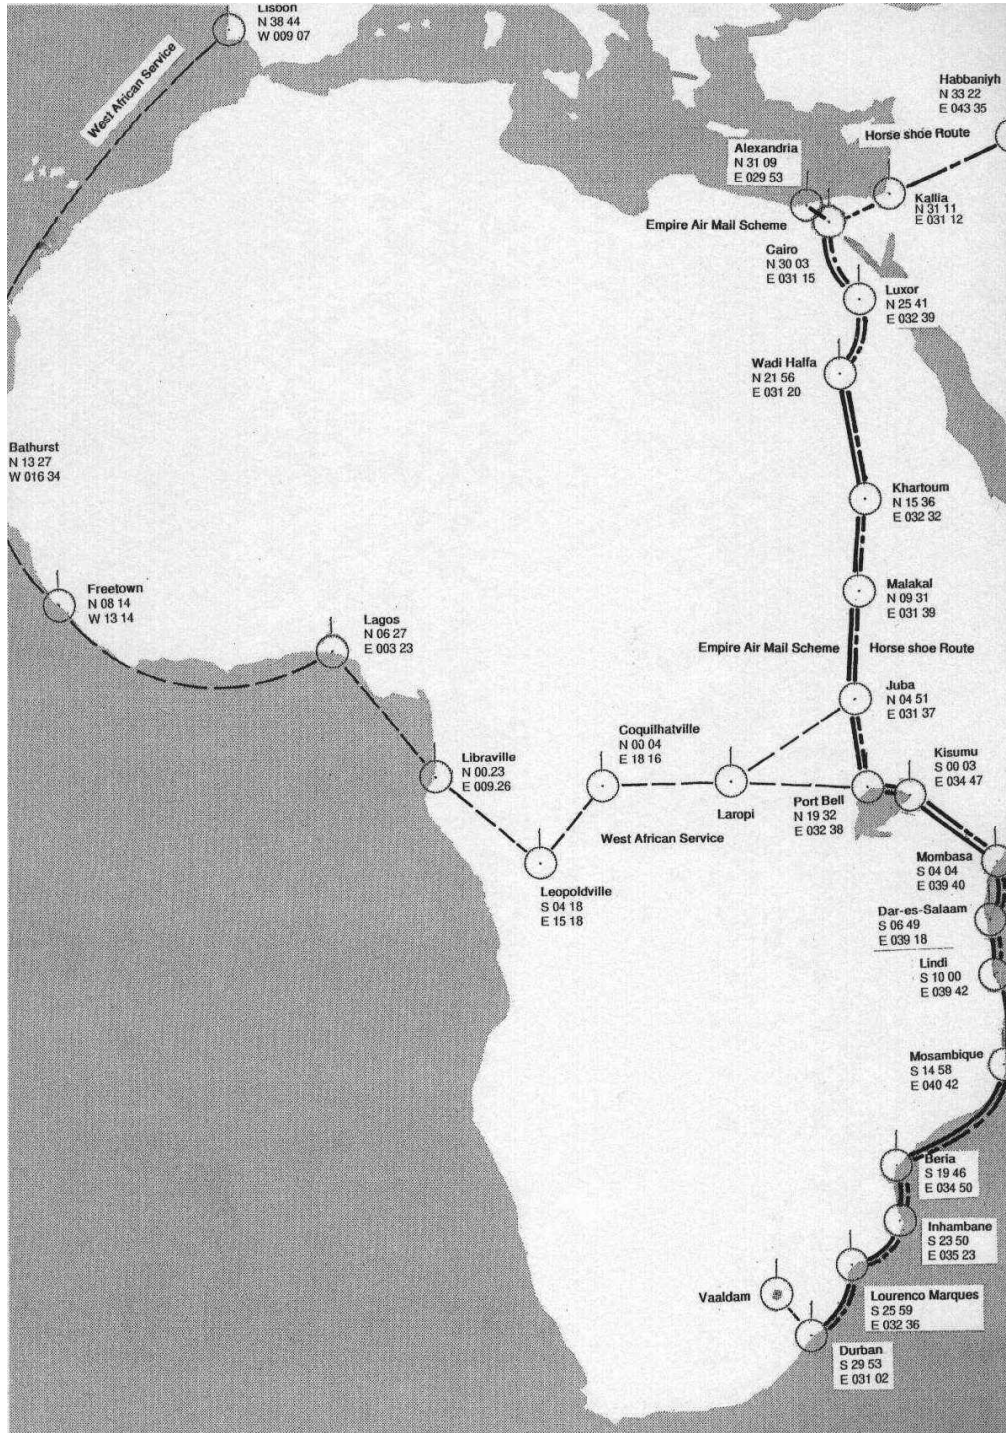 Lisbon
N 38 44
W 009 07
West African Service
Habbaniyh
N 33 22
E 043 35
Horse shoe Route
Alexandria
N 31 09
E 029 53
Kallia
N 31 11
E 031 12
Empire Air Mail Scheme
Cairo
N 30 03
E 031 15
Luxor
N 25 41
E 032 39
Wadi Halfa
N 21 56
E 031 20
Bathurst
N 13 27
W 016 34
Khartoum
N 15 36
E 032 32
Freetown
N 08 14
W 13 14
Malakal
N 09 31
E 031 39
Lagos
N 06 27
E 003 23
Empire Air Mail Scheme
Horse shoe Route
Juba
N 04 51
E 031 37
Coquilhatville
N 00 04
E 18 16
Libraville
N 00.23
E 009.26
Kisumu
S 00 03
E 034 47
Laropi
Port Bell
N 19 32
E 032 38
West African Service
Mombasa
S 04 04
E 039 40
Leopoldville
S 04 18
E 15 18
Dar-es-Salaam
S 06 49
E 039 18
Lindi
S 10 00
E 039 42
Mosambique
S 14 58
E 040 42
Beria
S 19 46
E 034 50
Inhambane
S 23 50
E 035 23
Vaaldam
Lourenco Marques
S 25 59
E 032 36
Durban
S 29 53
E 031 02